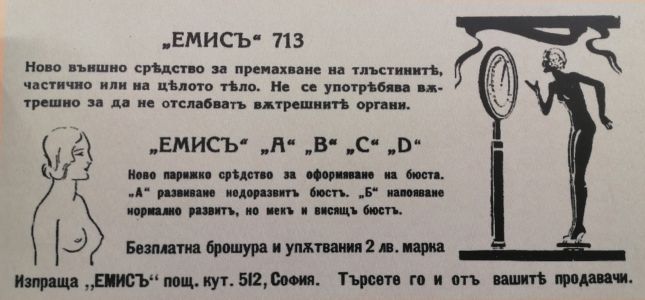 „ЕМИСЪ“ 713
Ново външно срѣдство за премахване на тлъстинитѣ,
частично или на цѣлото тѣло. Не се употрѣбява вѫ-
трешно за да не отслабватъ вѫтрешнитѣ органи.
„ЕМИСЪ“ „А“ „В“ „С“ „D“
Ново парижко средство за оформяване на бюста.
„А“ развиване недоразвитъ бюстъ. „Б“ напояване
нормално развитъ, но мекъ и висящъ бюстъ.
Безплатна брошура и упѫтвания 2 лв. марка
Изпраща „ЕМИСЪ“ пощ. кут. 512, София. Търсете го и отъ вашитѣ продавачи.